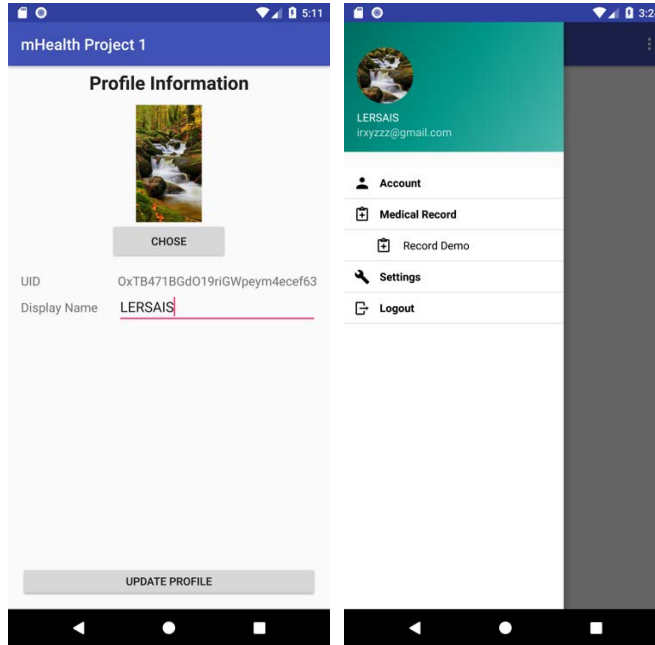 5:11
mHealth Project 1
Profile Information
CHOSE
UID OxTB471BGdO19riGWpeym4ecef63
Display Name LERSAIS
UPDATE PROFILE
LERSAIS
irxyzzz@gmail.com
Account
Medical Record
Record Demo
Settings
Logout